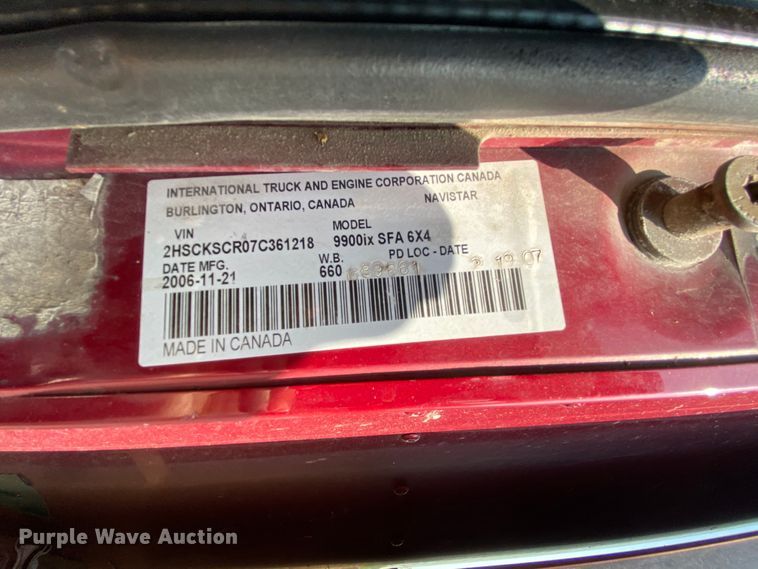 INTERNATIONAL TRUCK AND ENGINE CORPORATION CANADA
BURLINGTON, ONTARIO, CANADA NAVISTAR
VIN MODEL
2HSCKSCR07C361218 9900ix SFA 6X4
DATE MFG. W.B. PD LOC - DATE
2006-11-21 660
MADE IN CANADA
Purple Wave Auction